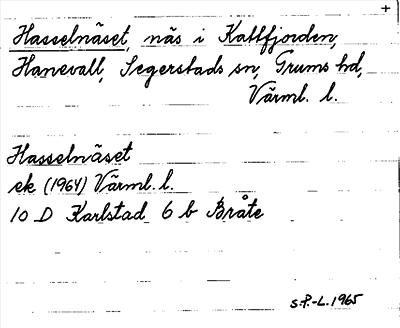 +
Hasselnäset, näs i Kattfjorden,
Hanevall, Segerstads sn, Grums hd,
Värml. l.
Hasselnäset
ek (1964) Värml. l.
10 D Karlstad 6 b Bråte
S.P.-L. 1965